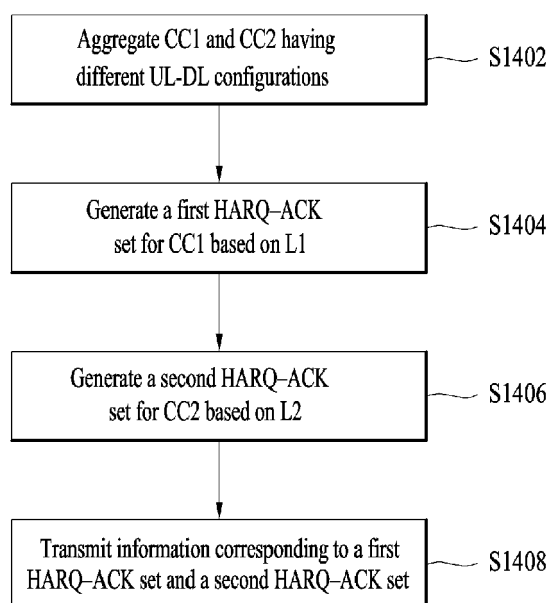 Aggregate CC1 and CC2 having
different UL-DL configurations
S1402
Generate a first HARQ–ACK
set for CC1 based on L1
S1404
Generate a second HARQ–ACK
set for CC2 based on L2
S1406
Transmit information corresponding to a first
HARQ–ACK set and a second HARQ–ACK set
S1408